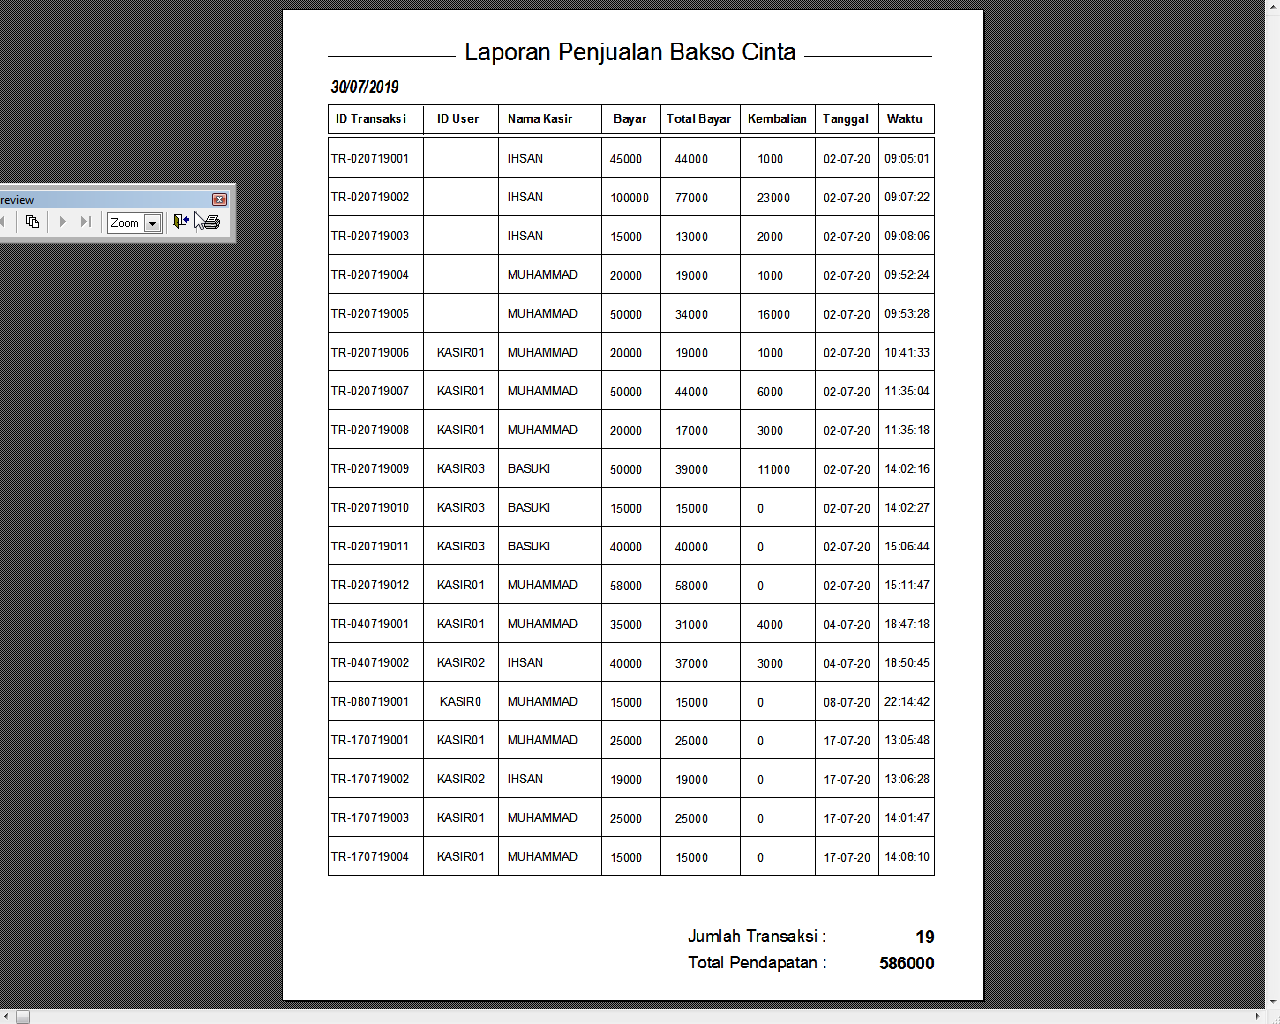 Laporan Penjualan Bakso Cinta
30/07/2019
ID Transaksi ID User Nama Kasir Bayar Total Bayar Kembalian Tanggal Waktu
TR-020719001 IHSAN 45000 44000 1000 02-07-20 09:05:01
review
TR-020719002 IHSAN 100000 77000 23000 02-07-20 09:07:22
Zoom
TR-020719003 IHSAN 15000 13000 2000 02-07-20 09:08:06
TR-020719004 MUHAMMAD 20000 19000 1000 02-07-20 09:52:24
TR-020719005 MUHAMMAD 50000 34000 16000 02-07-20 09:53:28
TR-020719006 KASIR01 MUHAMMAD 20000 19000 1000 02-07-20 10:41:33
TR-020719007 KASIR01 MUHAMMAD 50000 44000 6000 02-07-20 11:35:04
TR-020719008 KASIR01 MUHAMMAD 20000 17000 3000 02-07-20 11:35:18
TR-020719009 KASIR03 BASUKI 50000 39000 11000 02-07-20 14:02:16
TR-020719010 KASIR03 BASUKI 15000 15000 0 02-07-20 14:02:27
TR-020719011 KASIR03 BASUKI 40000 40000 0 02-07-20 15:06:44
TR-020719012 KASIR01 MUHAMMAD 58000 58000 0 02-07-20 15:11:47
TR-040719001 KASIR01 MUHAMMAD 35000 31000 4000 04-07-20 18:47:18
TR-040719002 KASIR02 IHSAN 40000 37000 3000 04-07-20 18:50:45
TR-080719001 KASIR0 MUHAMMAD 15000 15000 0 08-07-20 22:14:42
TR-170719001 KASIR01 MUHAMMAD 25000 25000 0 17-07-20 13:05:48
TR-170719002 KASIR02 IHSAN 19000 19000 0 17-07-20 13:06:28
TR-170719003 KASIR01 MUHAMMAD 25000 25000 0 17-07-20 14:01:47
TR-170719004 KASIR01 MUHAMMAD 15000 15000 0 17-07-20 14:08:10
Jumlah Transaksi : 19
Total Pendapatan : 586000